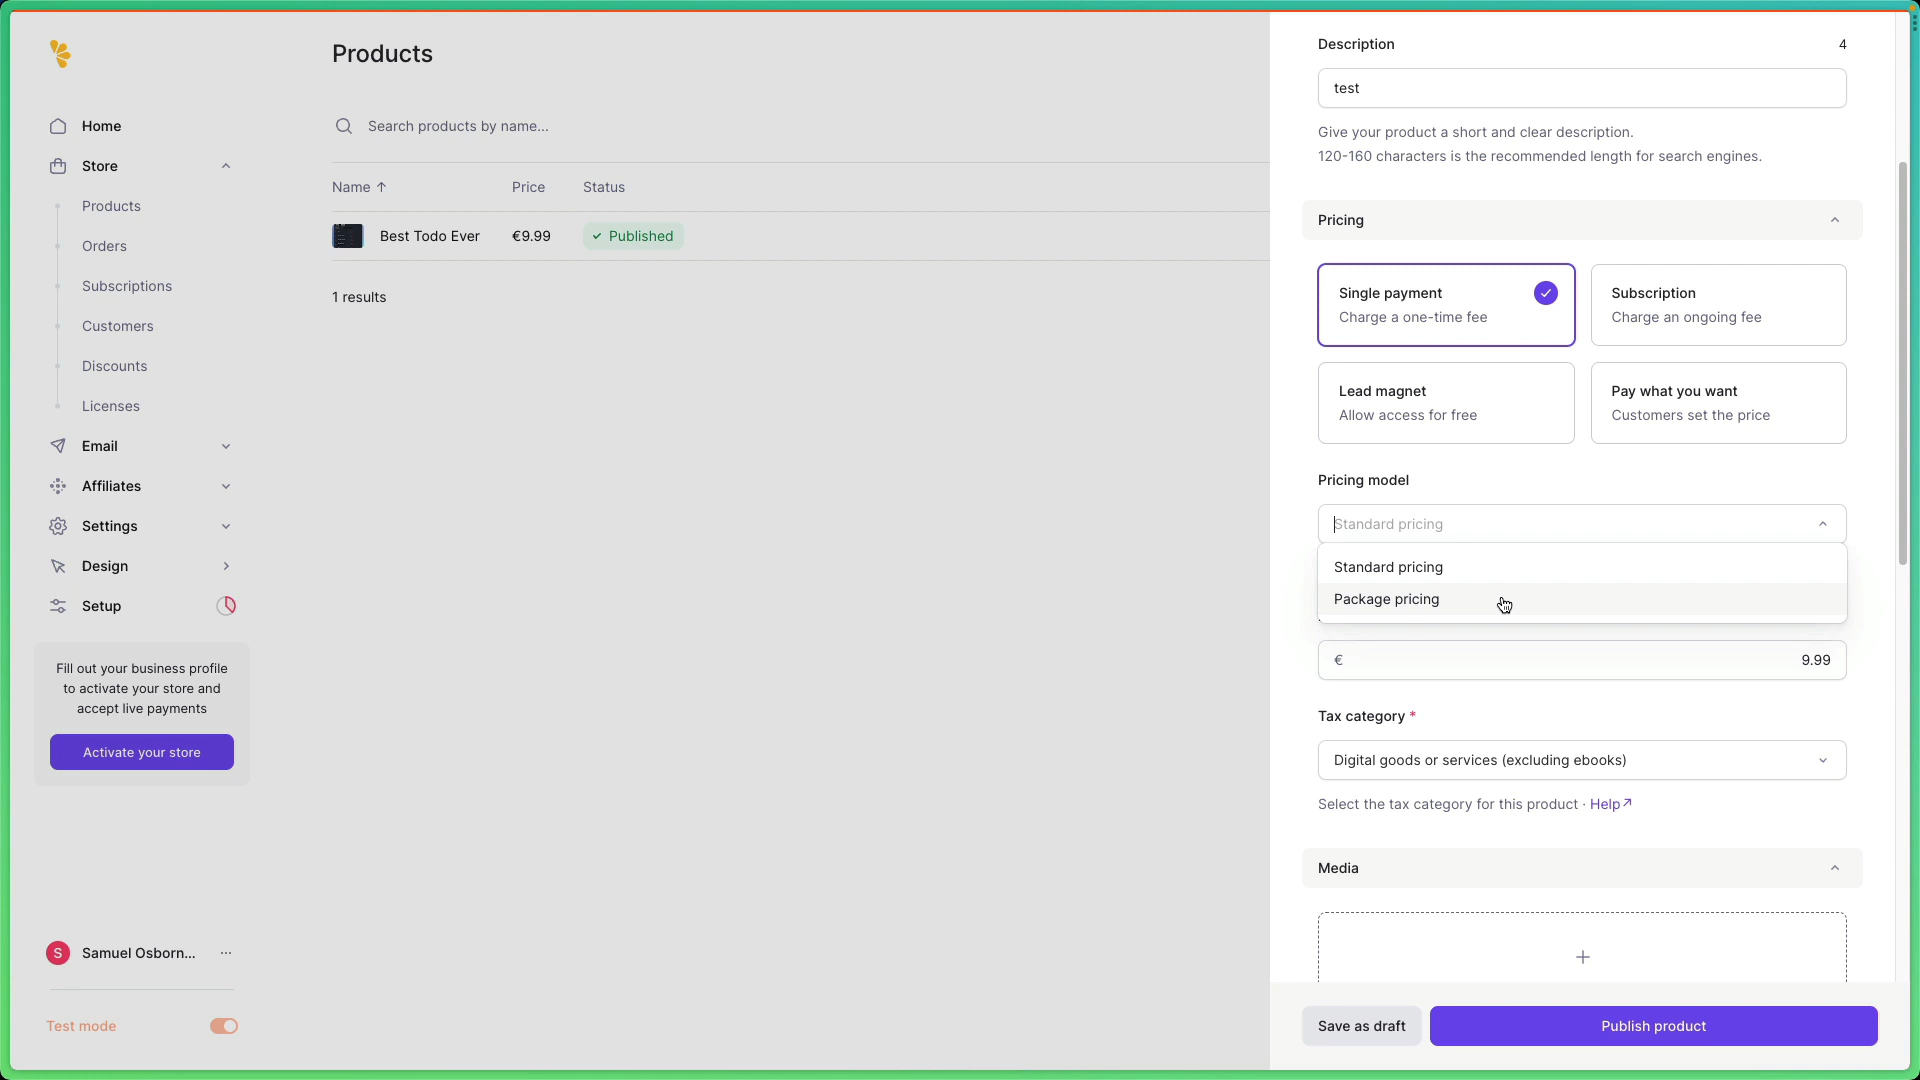 Products
Home
Store
Products
Orders
Subscriptions
Customers
Discounts
Licenses
Email
Affiliates
Settings
Design
Setup
Fill out your business profile
to activate your store and
accept live payments
Activate your store
S
Samuel Osborn...
Test mode
Search products by name...
Name ↑ Price Status
Best Todo Ever €9.99 Published
1 results
Description 4
test
Give your product a short and clear description.
120-160 characters is the recommended length for search engines.
Pricing
Single payment
Charge a one-time fee
Subscription
Charge an ongoing fee
Lead magnet
Allow access for free
Pay what you want
Customers set the price
Pricing model
Standard pricing
Standard pricing
Package pricing
€ 9.99
Tax category *
Digital goods or services (excluding ebooks)
Select the tax category for this product · Help↗
Media
Save as draft
Publish product